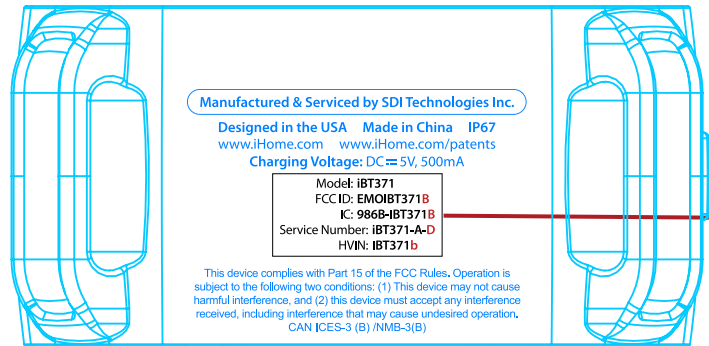 Manufactured & Serviced by SDI Technologies Inc.
Designed in the USA Made in China IP67
www.iHome.com www.iHome.com/patents
Charging Voltage: DC⎓5V, 500mA
Model: iBT371
FCC ID: EMOIBT371B
IC: 986B-IBT371B
Service Number: iBT371-A-D
HVIN: IBT371b
This device complies with Part 15 of the FCC Rules. Operation is
subject to the following two conditions: (1) This device may not cause
harmful interference, and (2) this device must accept any interference
received, including interference that may cause undesired operation.
CAN ICES-3 (B) /NMB-3(B)